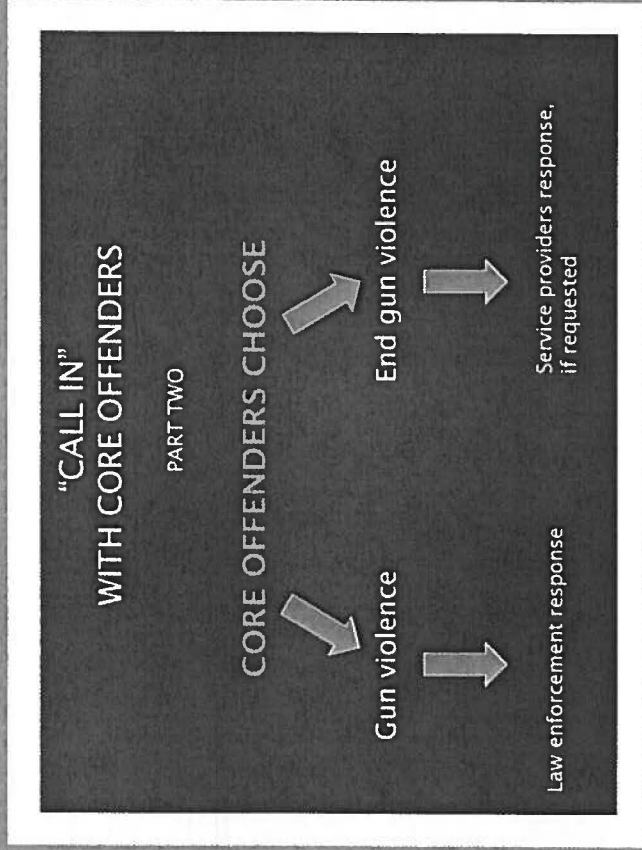 "CALL IN"
WITH CORE OFFENDERS
PART TWO
CORE OFFENDERS CHOOSE
Gun violence
End gun violence
Law enforcement response
Service providers response,
if requested